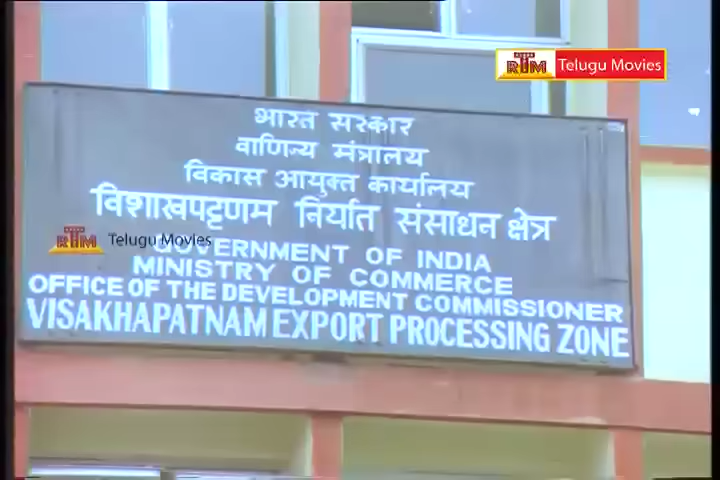 RTM Telugu Movies
भारत सरकार
वाणिज्य मंत्रालय
विकास आयुक्त कार्यालय
विशाखपट्टणम निर्यात संसाधन क्षेत्र
RTM Telugu Movies
GOVERNMENT OF INDIA
MINISTRY OF COMMERCE
OFFICE OF THE DEVELOPMENT COMMISSIONER
VISAKHAPATNAM EXPORT PROCESSING ZONE